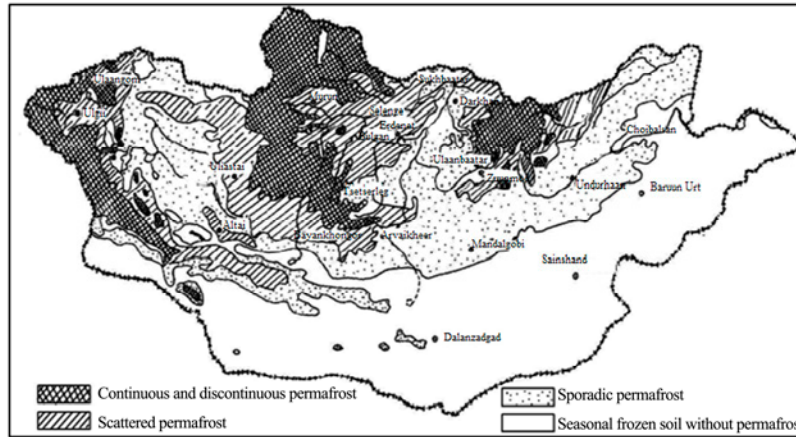 Ulaangom
Sukhbaatar
Ulgii
Murun
Darkhan
Selenge
Erdenet
Bulgan
Choibalsan
Ulaanbaatar
Uliastai
Zuunmod
Undurhaan
Tsetserleg
Baruun Urt
Altai
Bayankhongor
Arvaikheer
Mandalgobi
Sainshand
Dalanzadgad
Continuous and discontinuous permafrost
Sporadic permafrost
Scattered permafrost
Seasonal frozen soil without permafros